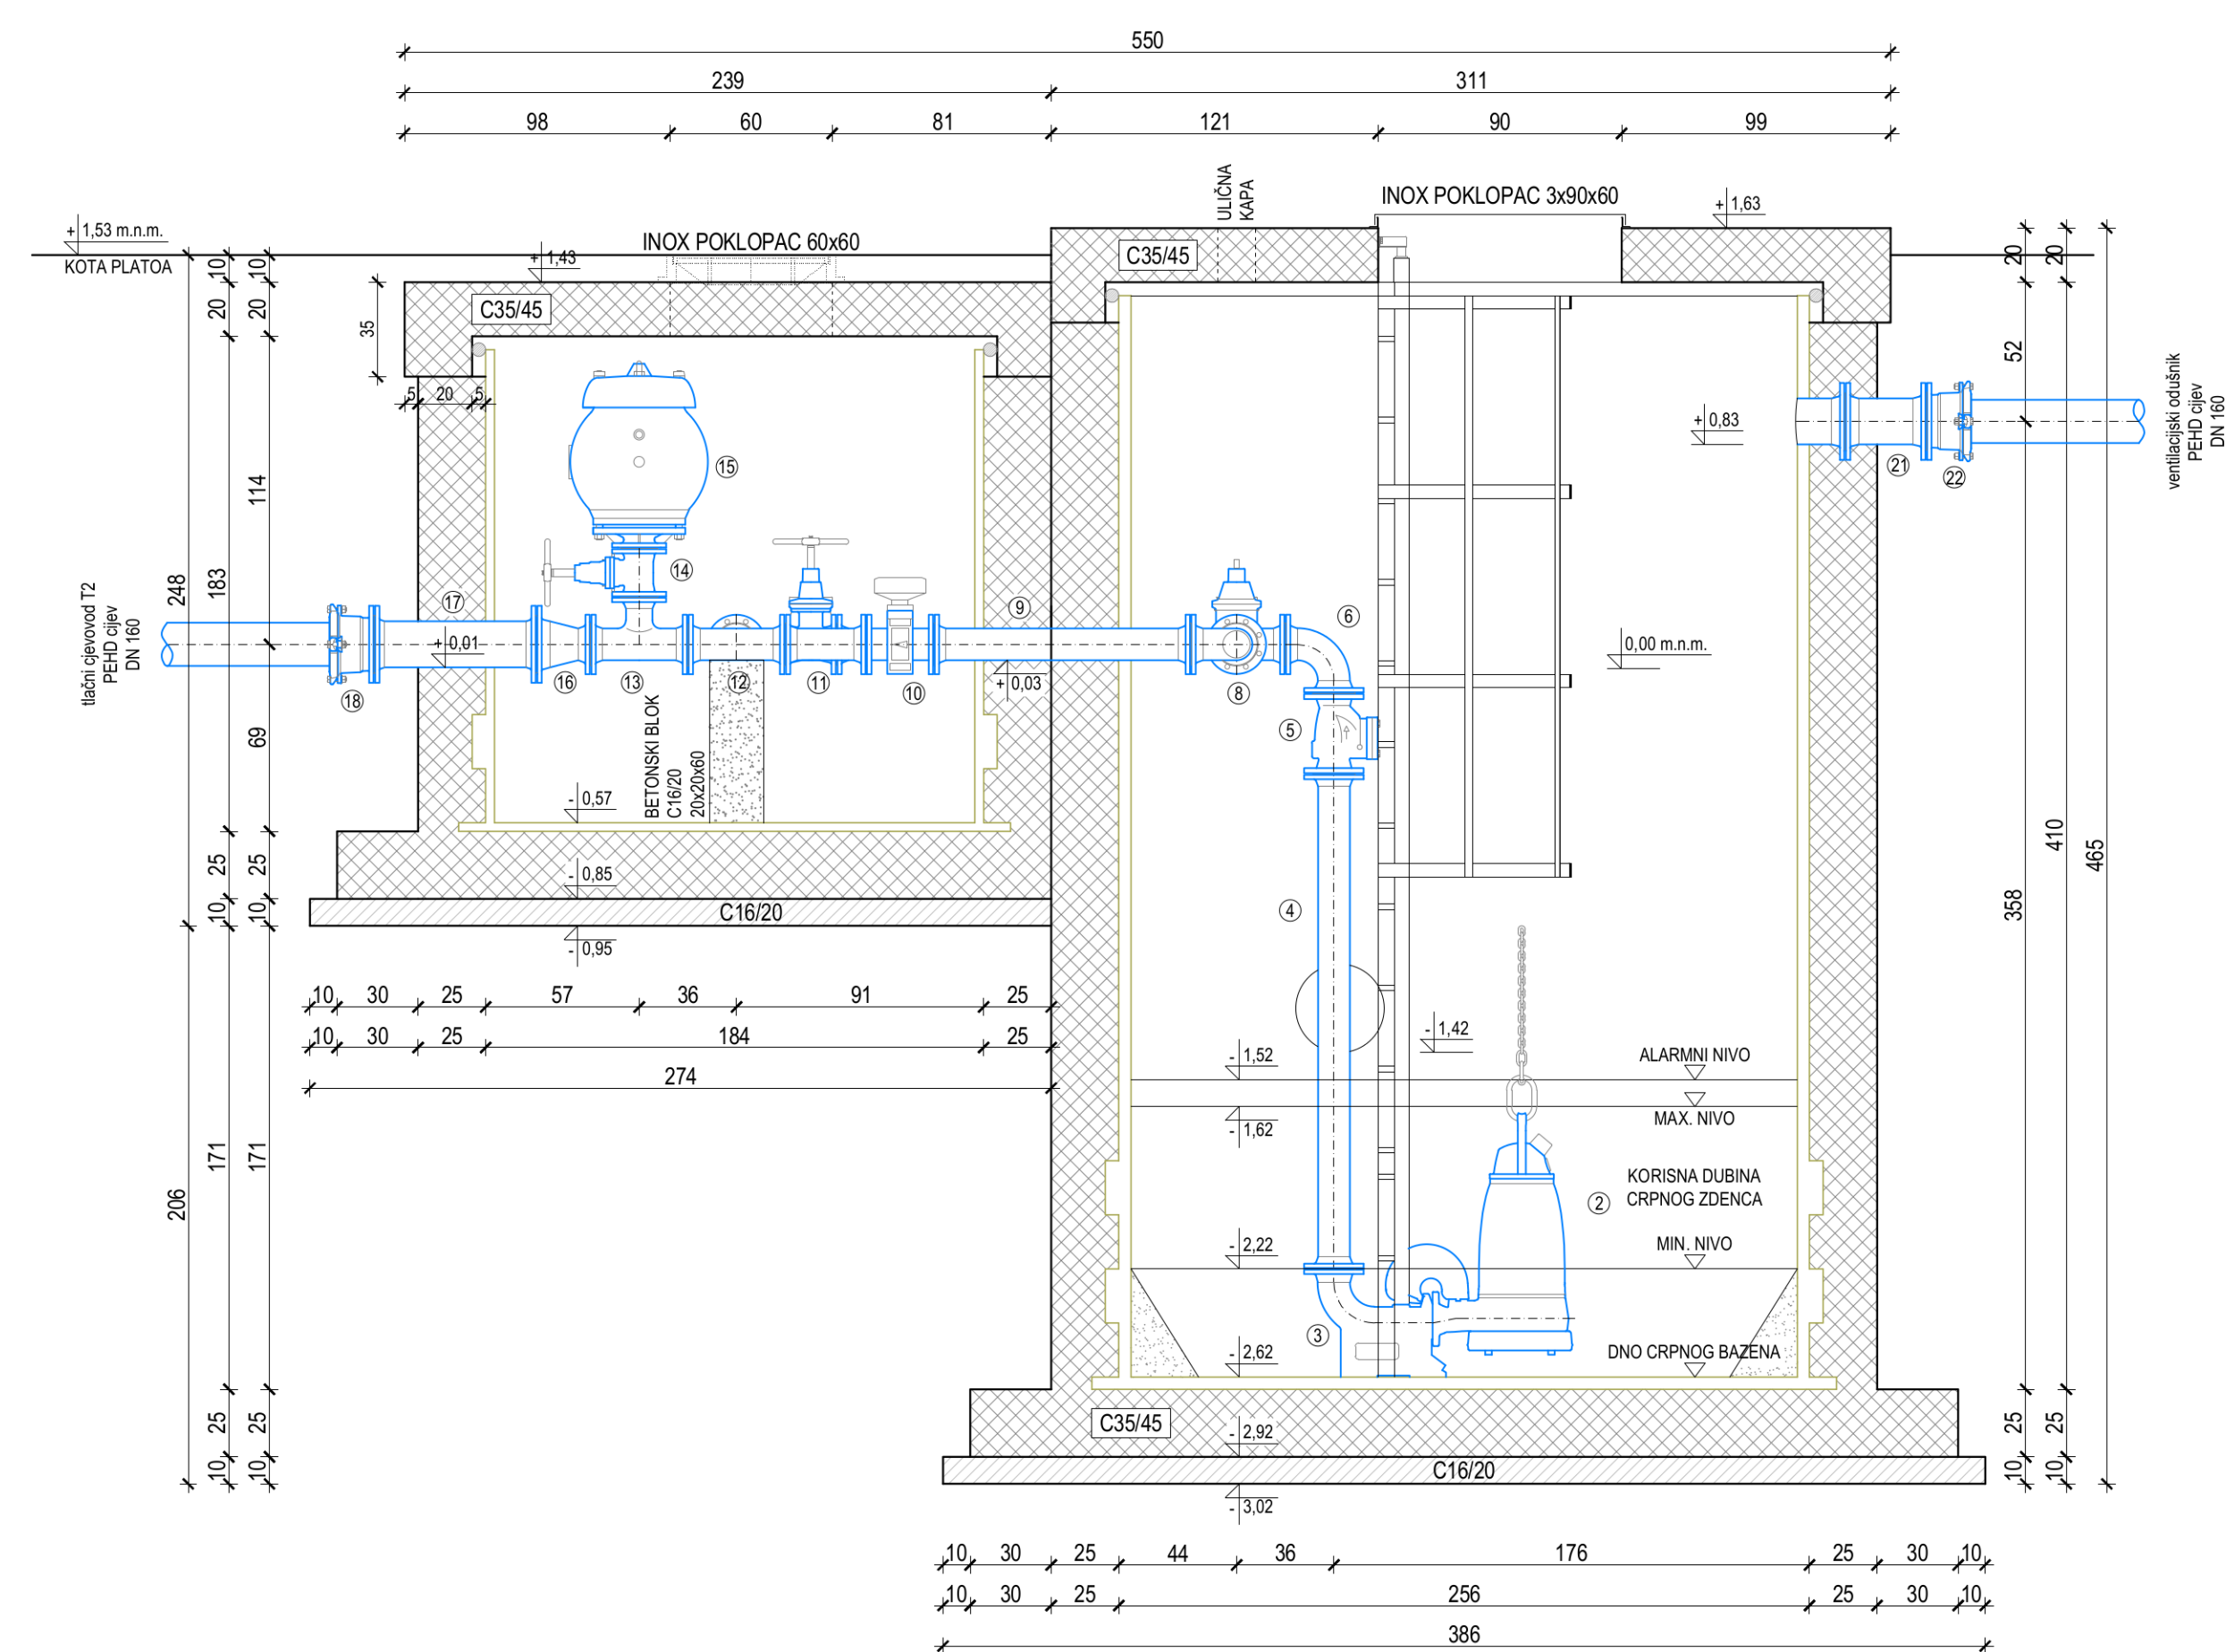 550
239 311
98 60 81 121 90 99
ULIČNA
KAPA
INOX POKLOPAC 3x90x60
+ 1,63
+ 1,53 m.n.m.
KOTA PLATOA
INOX POKLOPAC 60x60
+ 1,43
C35/45
C35/45
10 10
20 20
35
5 20 5
20 20
52
+ 0,83
ventilacijski odušnik
PEHD cijev
DN 160
21
22
15
114
14
248
183
tlačni cjevovod T2
PEHD cijev
DN 160
17
+ 0,01
18
16
13
12
11
10
9
+ 0,03
8
6
5
0,00 m.n.m.
69
BETONSKI BLOK
C16/20
20x20x60
- 0,57
25 25
- 0,85
10 10
C16/20
- 0,95
4
358
410
465
10 30 25 57 36 91 25
10 30 25 184 25
274
- 1,42
- 1,52
ALARMNI NIVO
MAX. NIVO
- 1,62
171 171
206
KORISNA DUBINA
CRPNOG ZDENCA
2
- 2,22
MIN. NIVO
3
- 2,62
DNO CRPNOG BAZENA
25 25
C35/45
- 2,92
25 25
10 10
C16/20
10 10
- 3,02
10 30 25 44 36 176 25 30 10
10 30 25 256 25 30 10
386